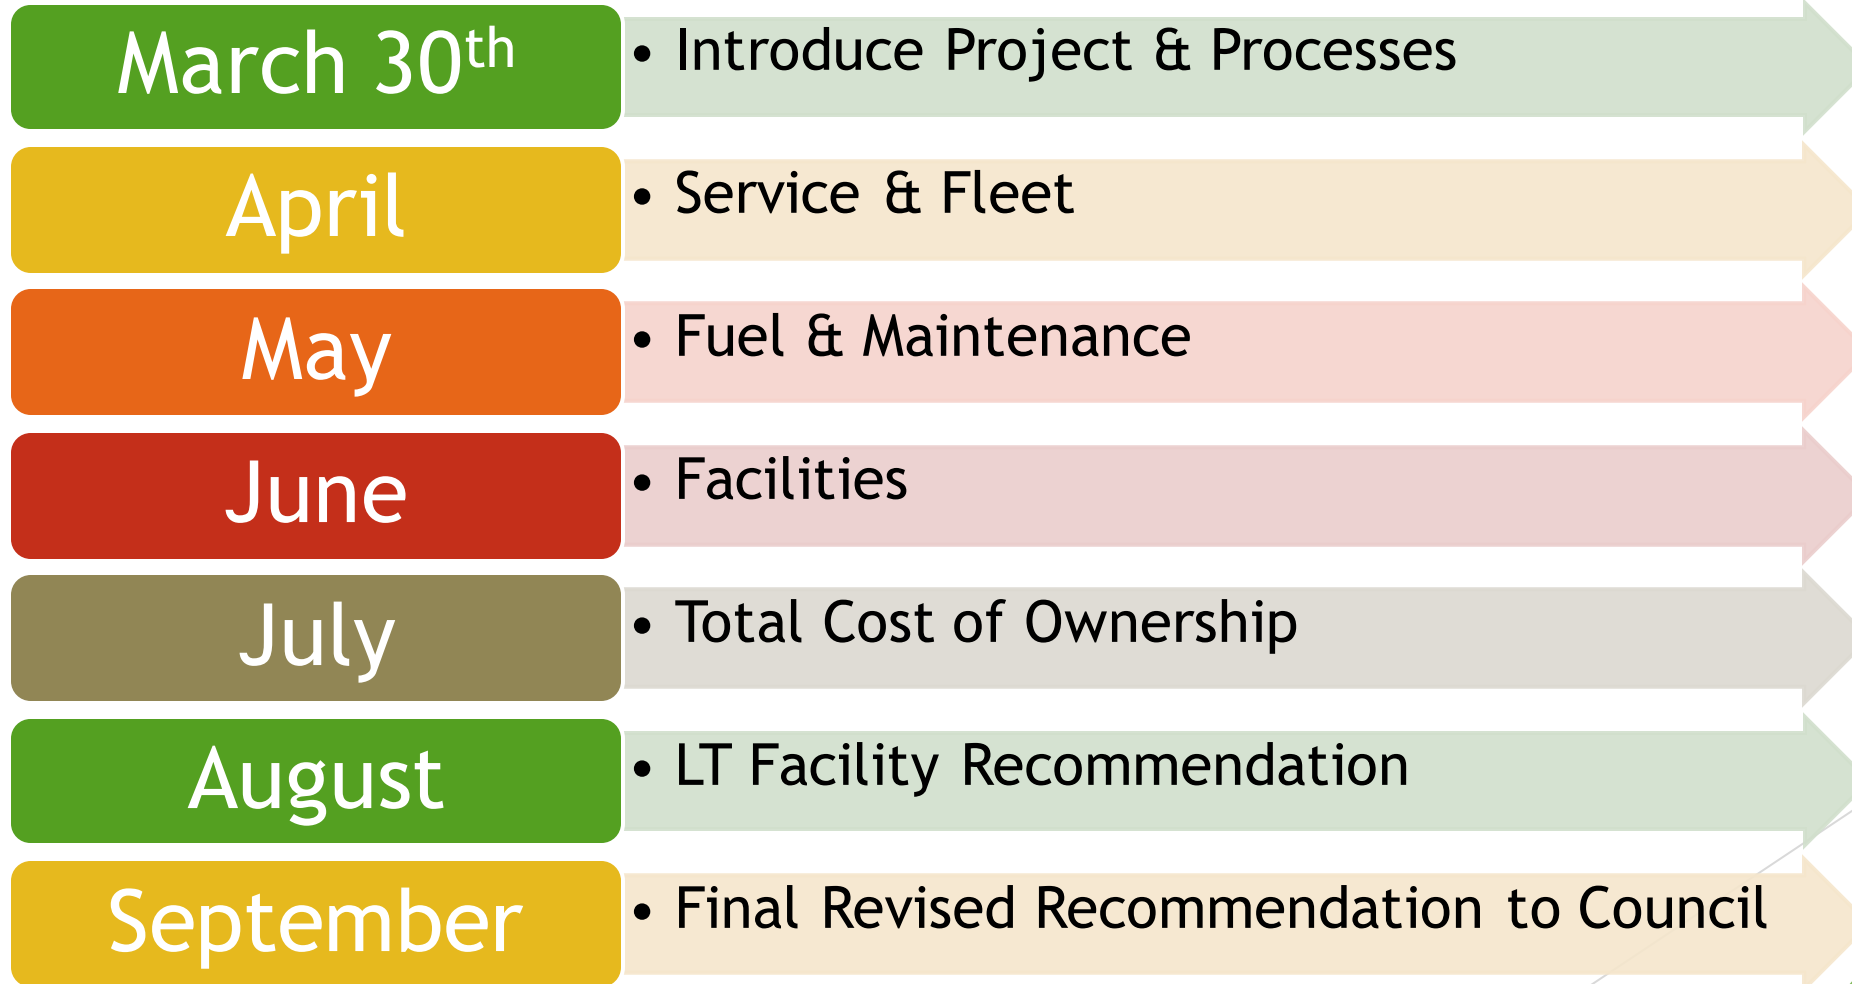 March 30th
• Introduce Project & Processes
April
• Service & Fleet
May
• Fuel & Maintenance
June
• Facilities
July
• Total Cost of Ownership
August
• LT Facility Recommendation
September
• Final Revised Recommendation to Council